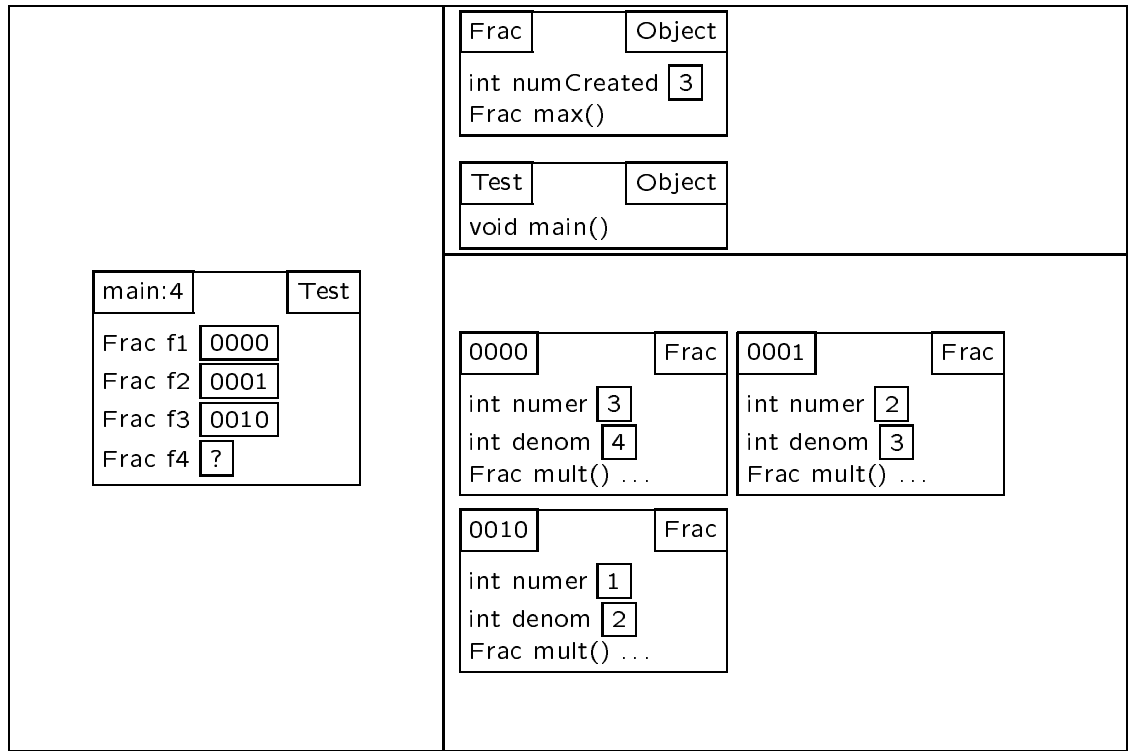 main:4 Test
Frac f1 0000
Frac f2 0001
Frac f3 0010
Frac f4 ?
Frac Object
int numCreated 3
Frac max()
Test Object
void main()
0000 Frac
int numer 3
int denom 4
Frac mult() ...
0001 Frac
int numer 2
int denom 3
Frac mult() ...
0010 Frac
int numer 1
int denom 2
Frac mult() ...